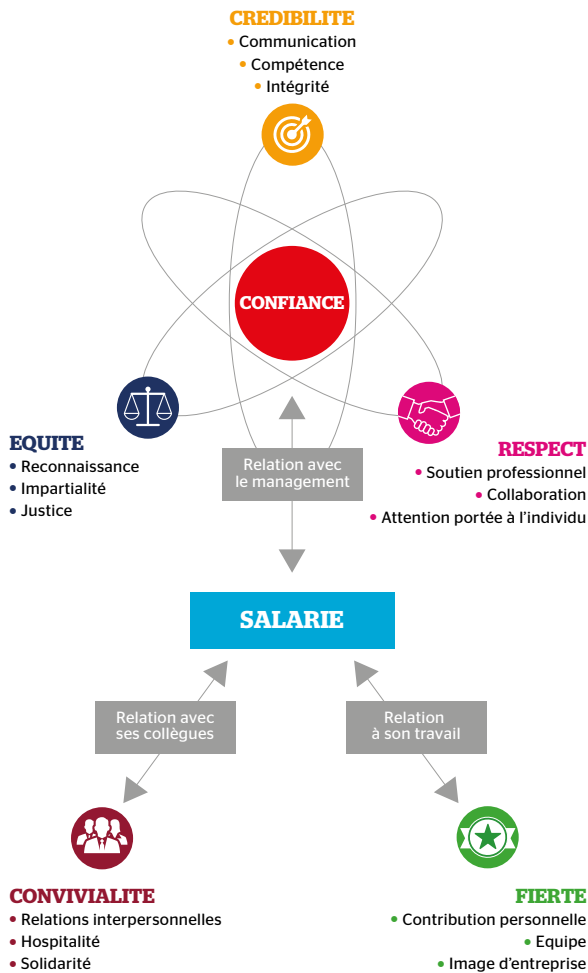 CREDIBILITE
• Communication
• Compétence
• Intégrité
CONFIANCE
EQUITE
• Reconnaissance
• Impartialité
• Justice
RESPECT
• Soutien professionnel
• Collaboration
• Attention portée à l'individu
Relation avec
le management
SALARIE
Relation avec
ses collègues
Relation
à son travail
CONVIVIALITE
• Relations interpersonnelles
• Hospitalité
• Solidarité
FIERTE
• Contribution personnelle
• Equipe
• Image d'entreprise